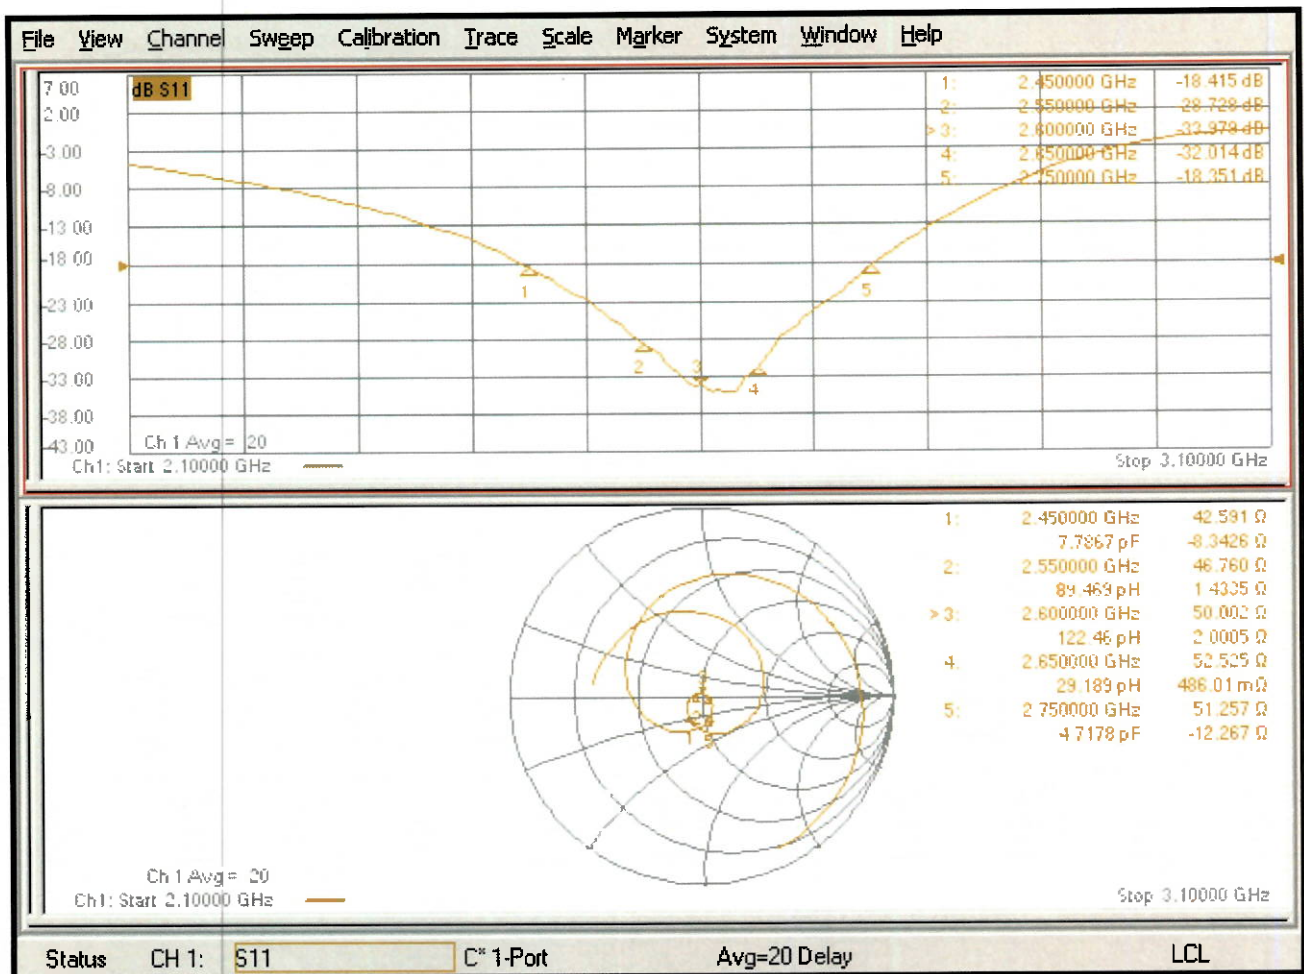 File View Channel Sweep Calibration Trace Scale Marker System Window Help
7.00
2.00
-3.00
-8.00
-13.00
-18.00
-23.00
-28.00
-33.00
-38.00
-43.00
dB S11
1: 2.450000 GHz -18.415 dB
2: 2.550000 GHz -28.728 dB
> 3: 2.600000 GHz -33.979 dB
4: 2.650000 GHz -32.014 dB
5: 2.750000 GHz -18.351 dB
1
2
3
4
5
Ch 1 Avg = 20
Ch1: Start 2.10000 GHz
Stop 3.10000 GHz
1: 2.450000 GHz 42.591 Ω
7.7867 pF -8.3426 Ω
2: 2.550000 GHz 46.760 Ω
89.469 pH 1.4335 Ω
> 3: 2.600000 GHz 50.002 Ω
122.46 pH 2.0005 Ω
4: 2.650000 GHz 52.525 Ω
29.189 pH 486.01 mΩ
5: 2.750000 GHz 51.257 Ω
4.7178 pF -12.267 Ω
Ch 1 Avg = 20
Ch1: Start 2.10000 GHz
Stop 3.10000 GHz
Status CH 1: S11 C* 1-Port Avg=20 Delay LCL